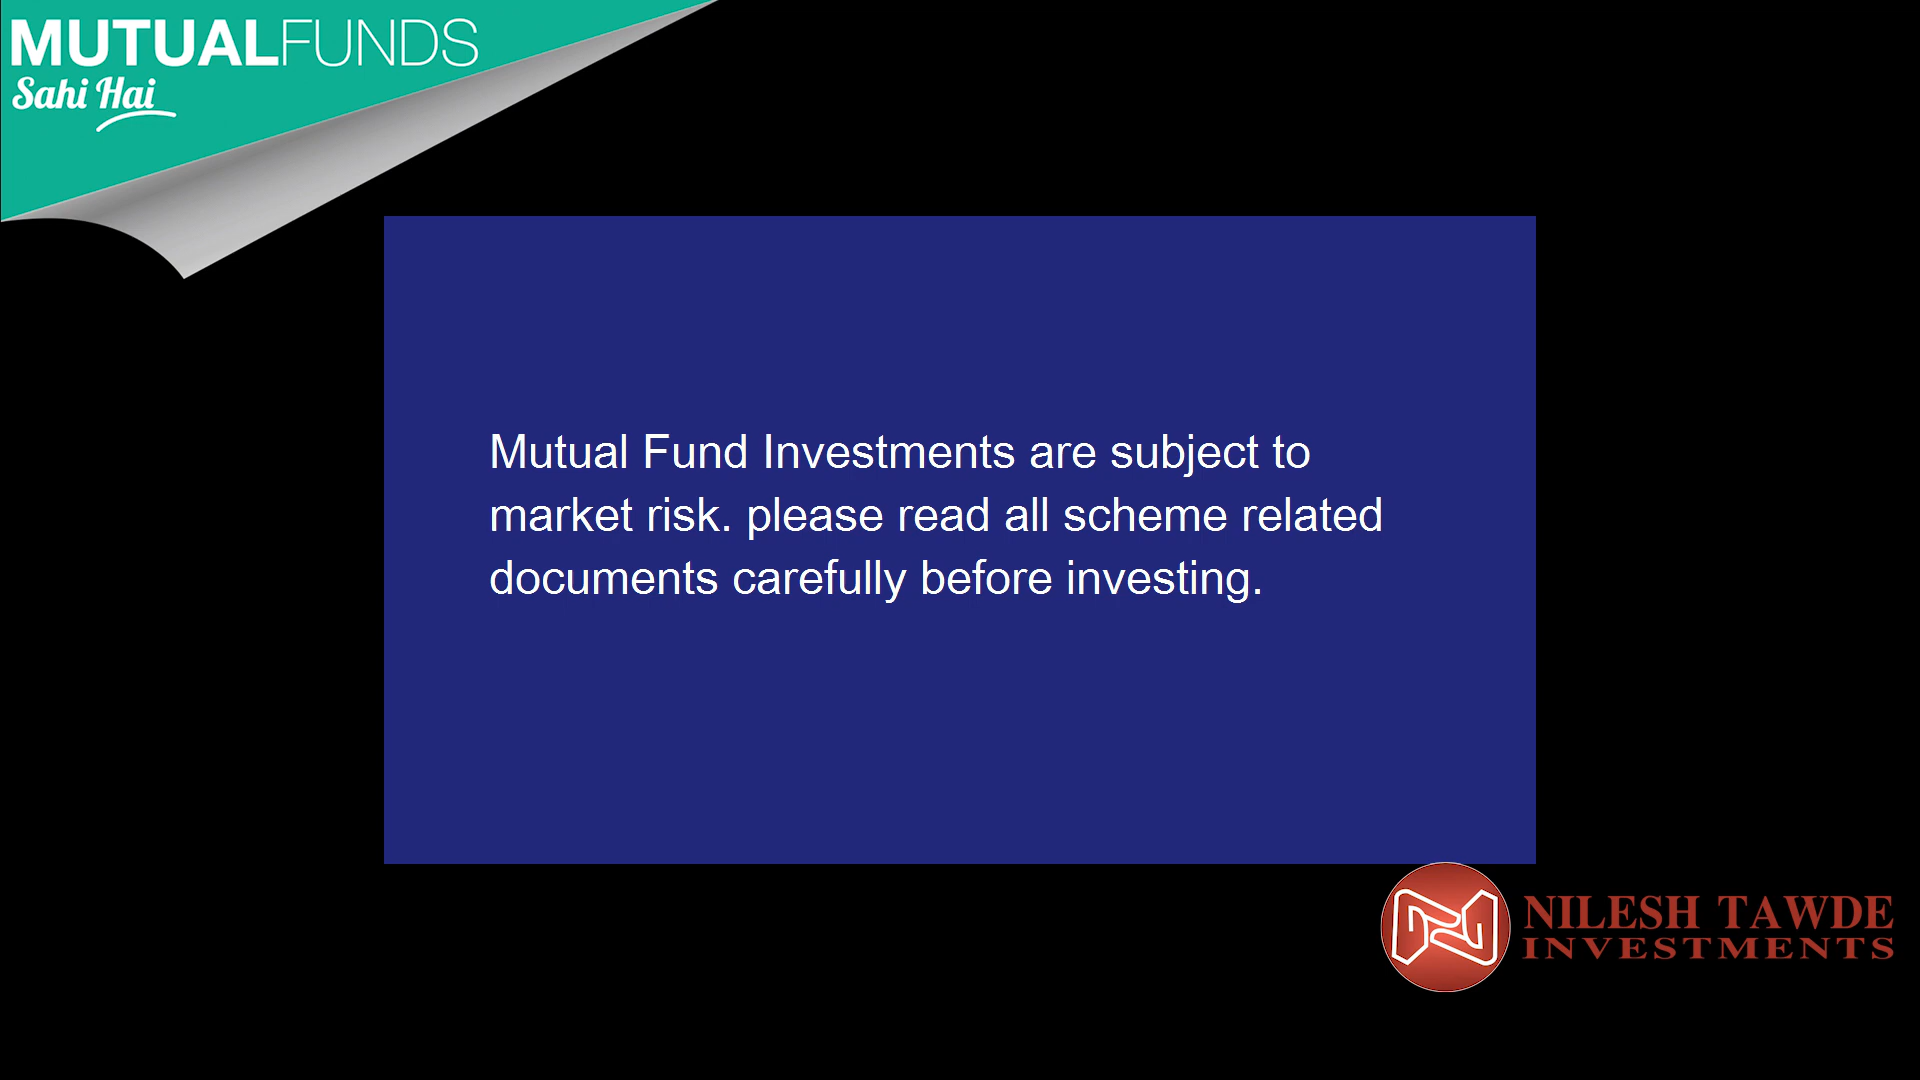 MUTUALFUNDS
Sahi Hai
Mutual Fund Investments are subject to
market risk. please read all scheme related
documents carefully before investing.
NILESH TAWDE
INVESTMENTS